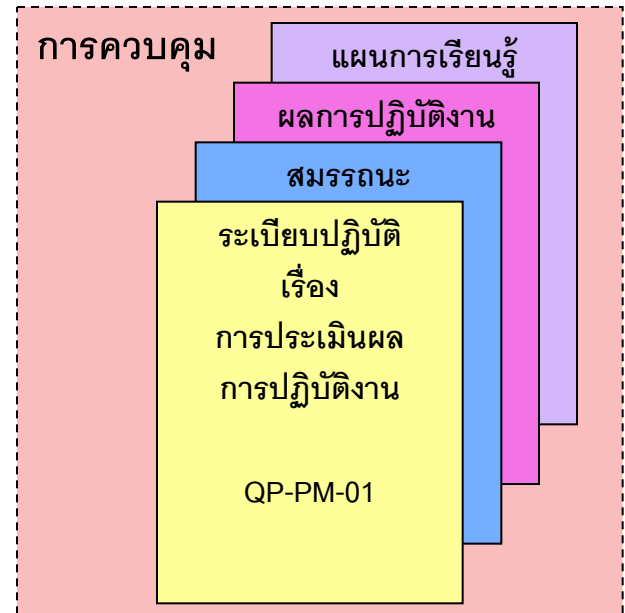 การควบคุม
แผนการเรียนรู้
ผลการปฏิบัติงาน
สมรรถนะ
ระเบียบปฏิบัติ
เรื่อง
การประเมินผล
การปฏิบัติงาน
QP-PM-01